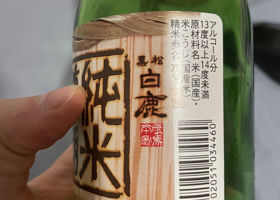 アルコール分
13度以上14度未満
原材料名 米(国産)・
米こうじ(国産米)
精米歩合
黒松
白鹿
純米
02051034460